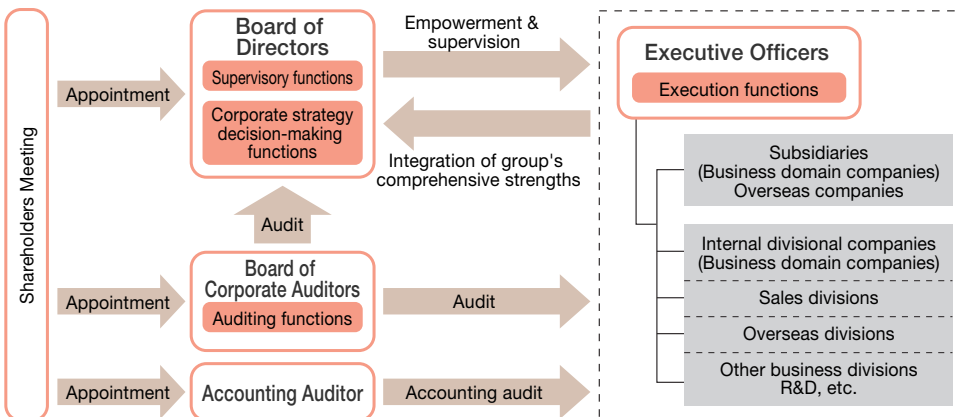 Shareholders Meeting
Appointment
Board of
Directors
Supervisory functions
Corporate strategy
decision-making
functions
Empowerment &
supervision
Integration of group's
comprehensive strengths
Executive Officers
Execution functions
Subsidiaries
(Business domain companies)
Overseas companies
Internal divisional companies
(Business domain companies)
Sales divisions
Overseas divisions
Other business divisions
R&D, etc.
Audit
Appointment
Board of
Corporate Auditors
Auditing functions
Audit
Appointment
Accounting Auditor
Accounting audit